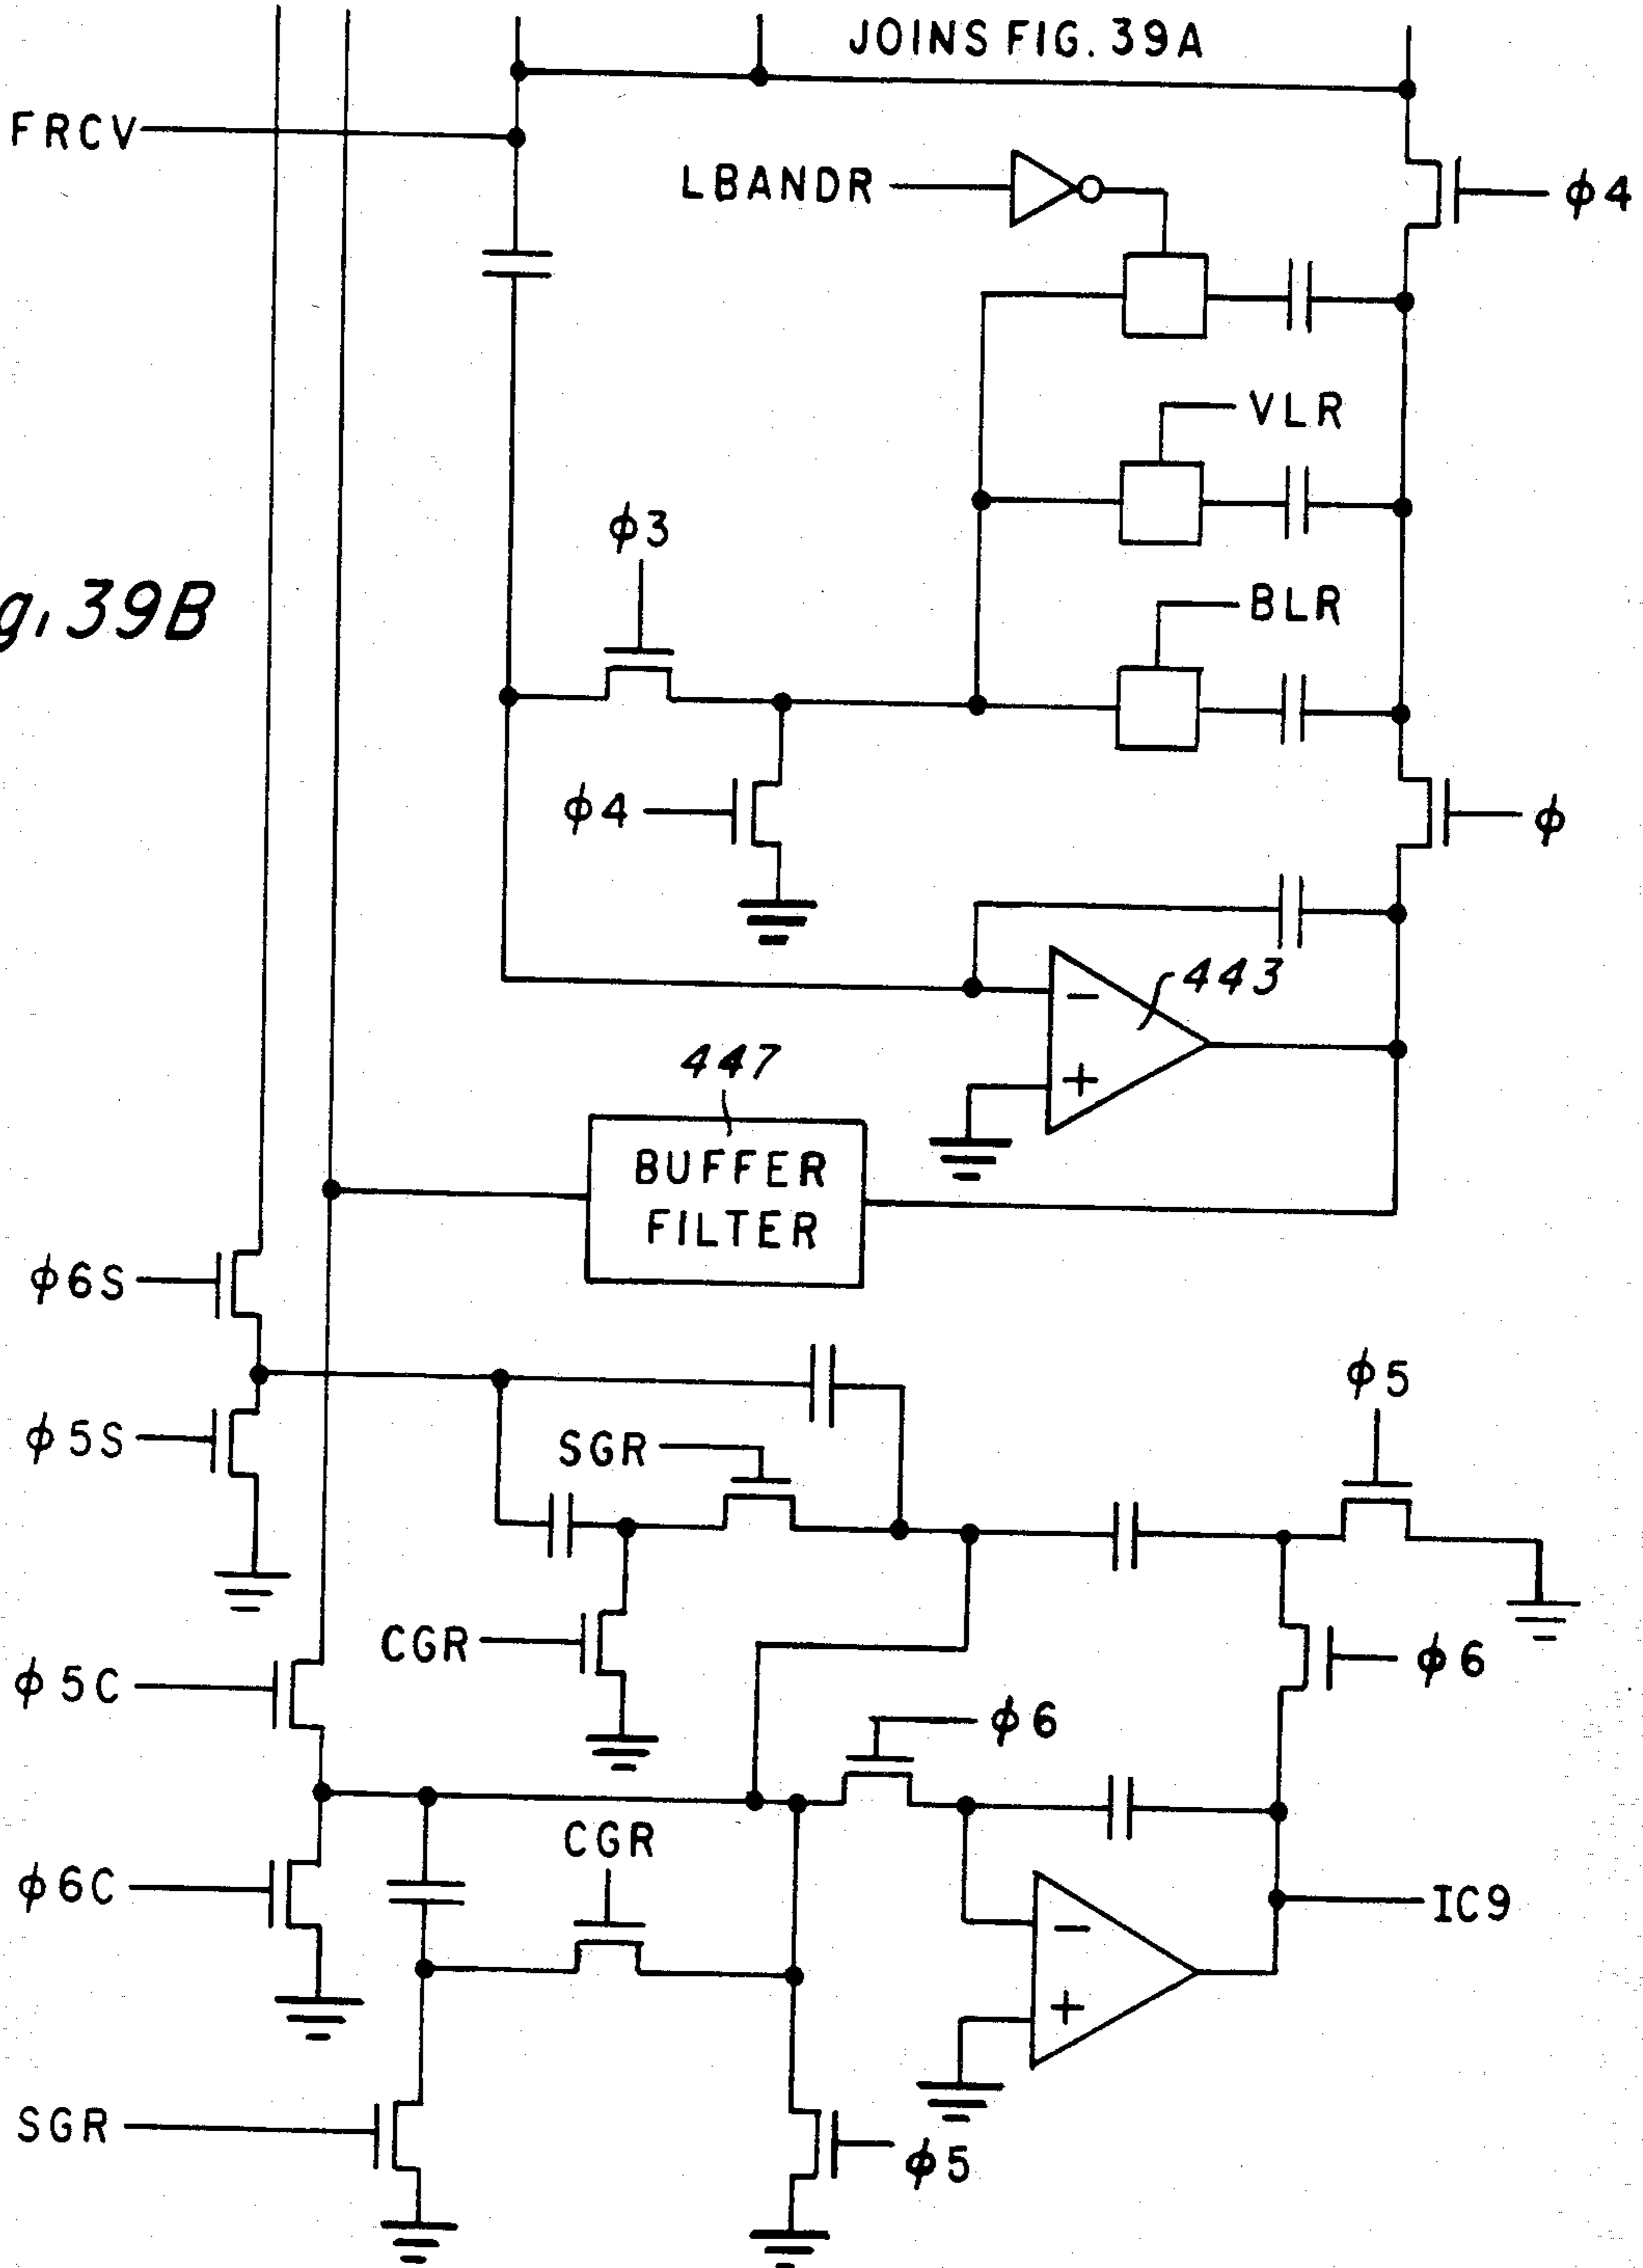 JOINS FIG. 39A
FRCV
LBANDR
ϕ4
VLR
ϕ3
BLR
g. 39B
ϕ4
ϕ
443
−
+
447
BUFFER
FILTER
ϕ6S
ϕ5
ϕ5S
SGR
CGR
ϕ6
ϕ5C
ϕ6
CGR
ϕ6C
IC9
−
+
SGR
ϕ5